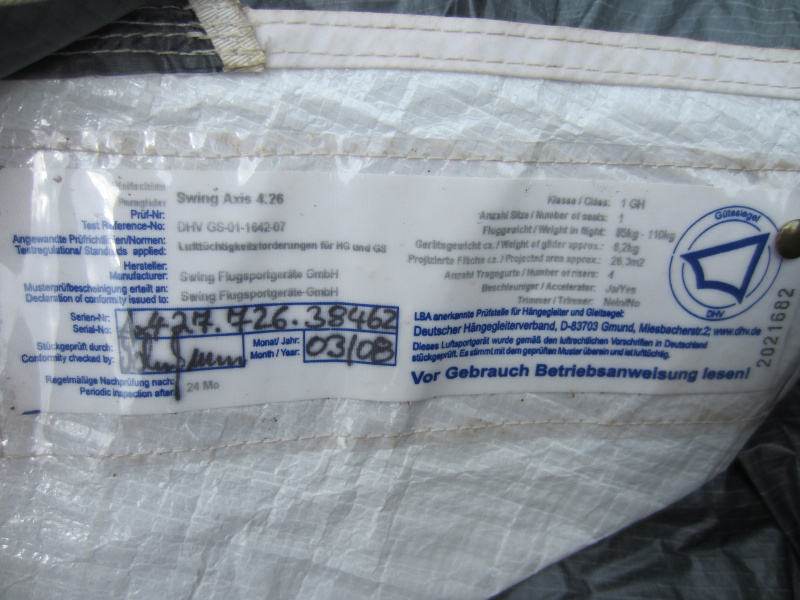 Paraglider: Swing Axis 4.26
Prüf-Nr:
Test Reference-No: DHV GS-01-1642-07
Angewandte Prüfrichtlinien/Normen:
Testregulations/ Standards applied: Lufttüchtigkeitsforderungen für HG und GS
Hersteller:
Manufacturer: Swing Flugsportgeräte GmbH
Musterprüfbescheinigung erteilt an:
Declaration of conformity issued to: Swing Flugsportgeräte GmbH
Serien-Nr:
Serial-No: 427.726.38462
Stückgeprüft durch:
Conformity checked by:
Monat/ Jahr:
Month / Year: 03/08
Regelmäßige Nachprüfung nach:
Periodic inspection after: 24 Mo
Klasse / Class: 1 GH
Anzahl Sitze / Number of seats: 1
Fluggewicht / Weight in flight: 85kg - 110kg
Gerätegewicht ca. / Weight of glider approx.: 6,2kg
Projizierte Fläche ca. / Projected area approx.: 26,3m2
Anzahl Tragegurte / Number of risers: 4
Beschleuniger / Accelerator: Ja/Yes
Trimmer / Trimmer: Nein/No
LBA anerkannte Prüfstelle für Hängegleiter und Gleitsegel:
Deutscher Hängegleiterverband, D-83703 Gmund, Miesbacherstr.2; www.dhv.de
Dieses Luftsportgerät wurde gemäß den luftrechtlichen Vorschriften in Deutschland
stückgeprüft. Es stimmt mit dem geprüften Muster überein und ist lufttüchtig.
Vor Gebrauch Betriebsanweisung lesen!
Gütesiegel
DHV
2021682